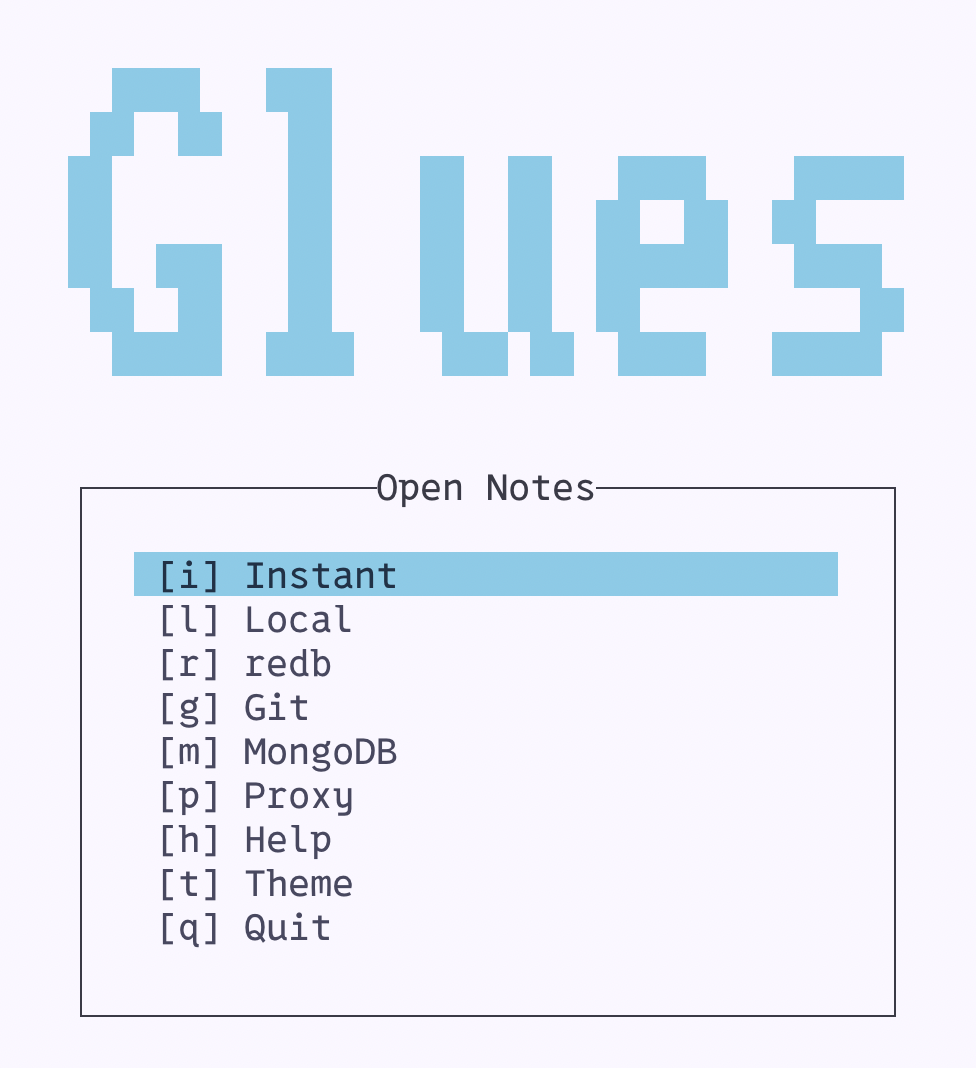 Glues
Open Notes
[i] Instant
[l] Local
[r] redb
[g] Git
[m] MongoDB
[p] Proxy
[h] Help
[t] Theme
[q] Quit